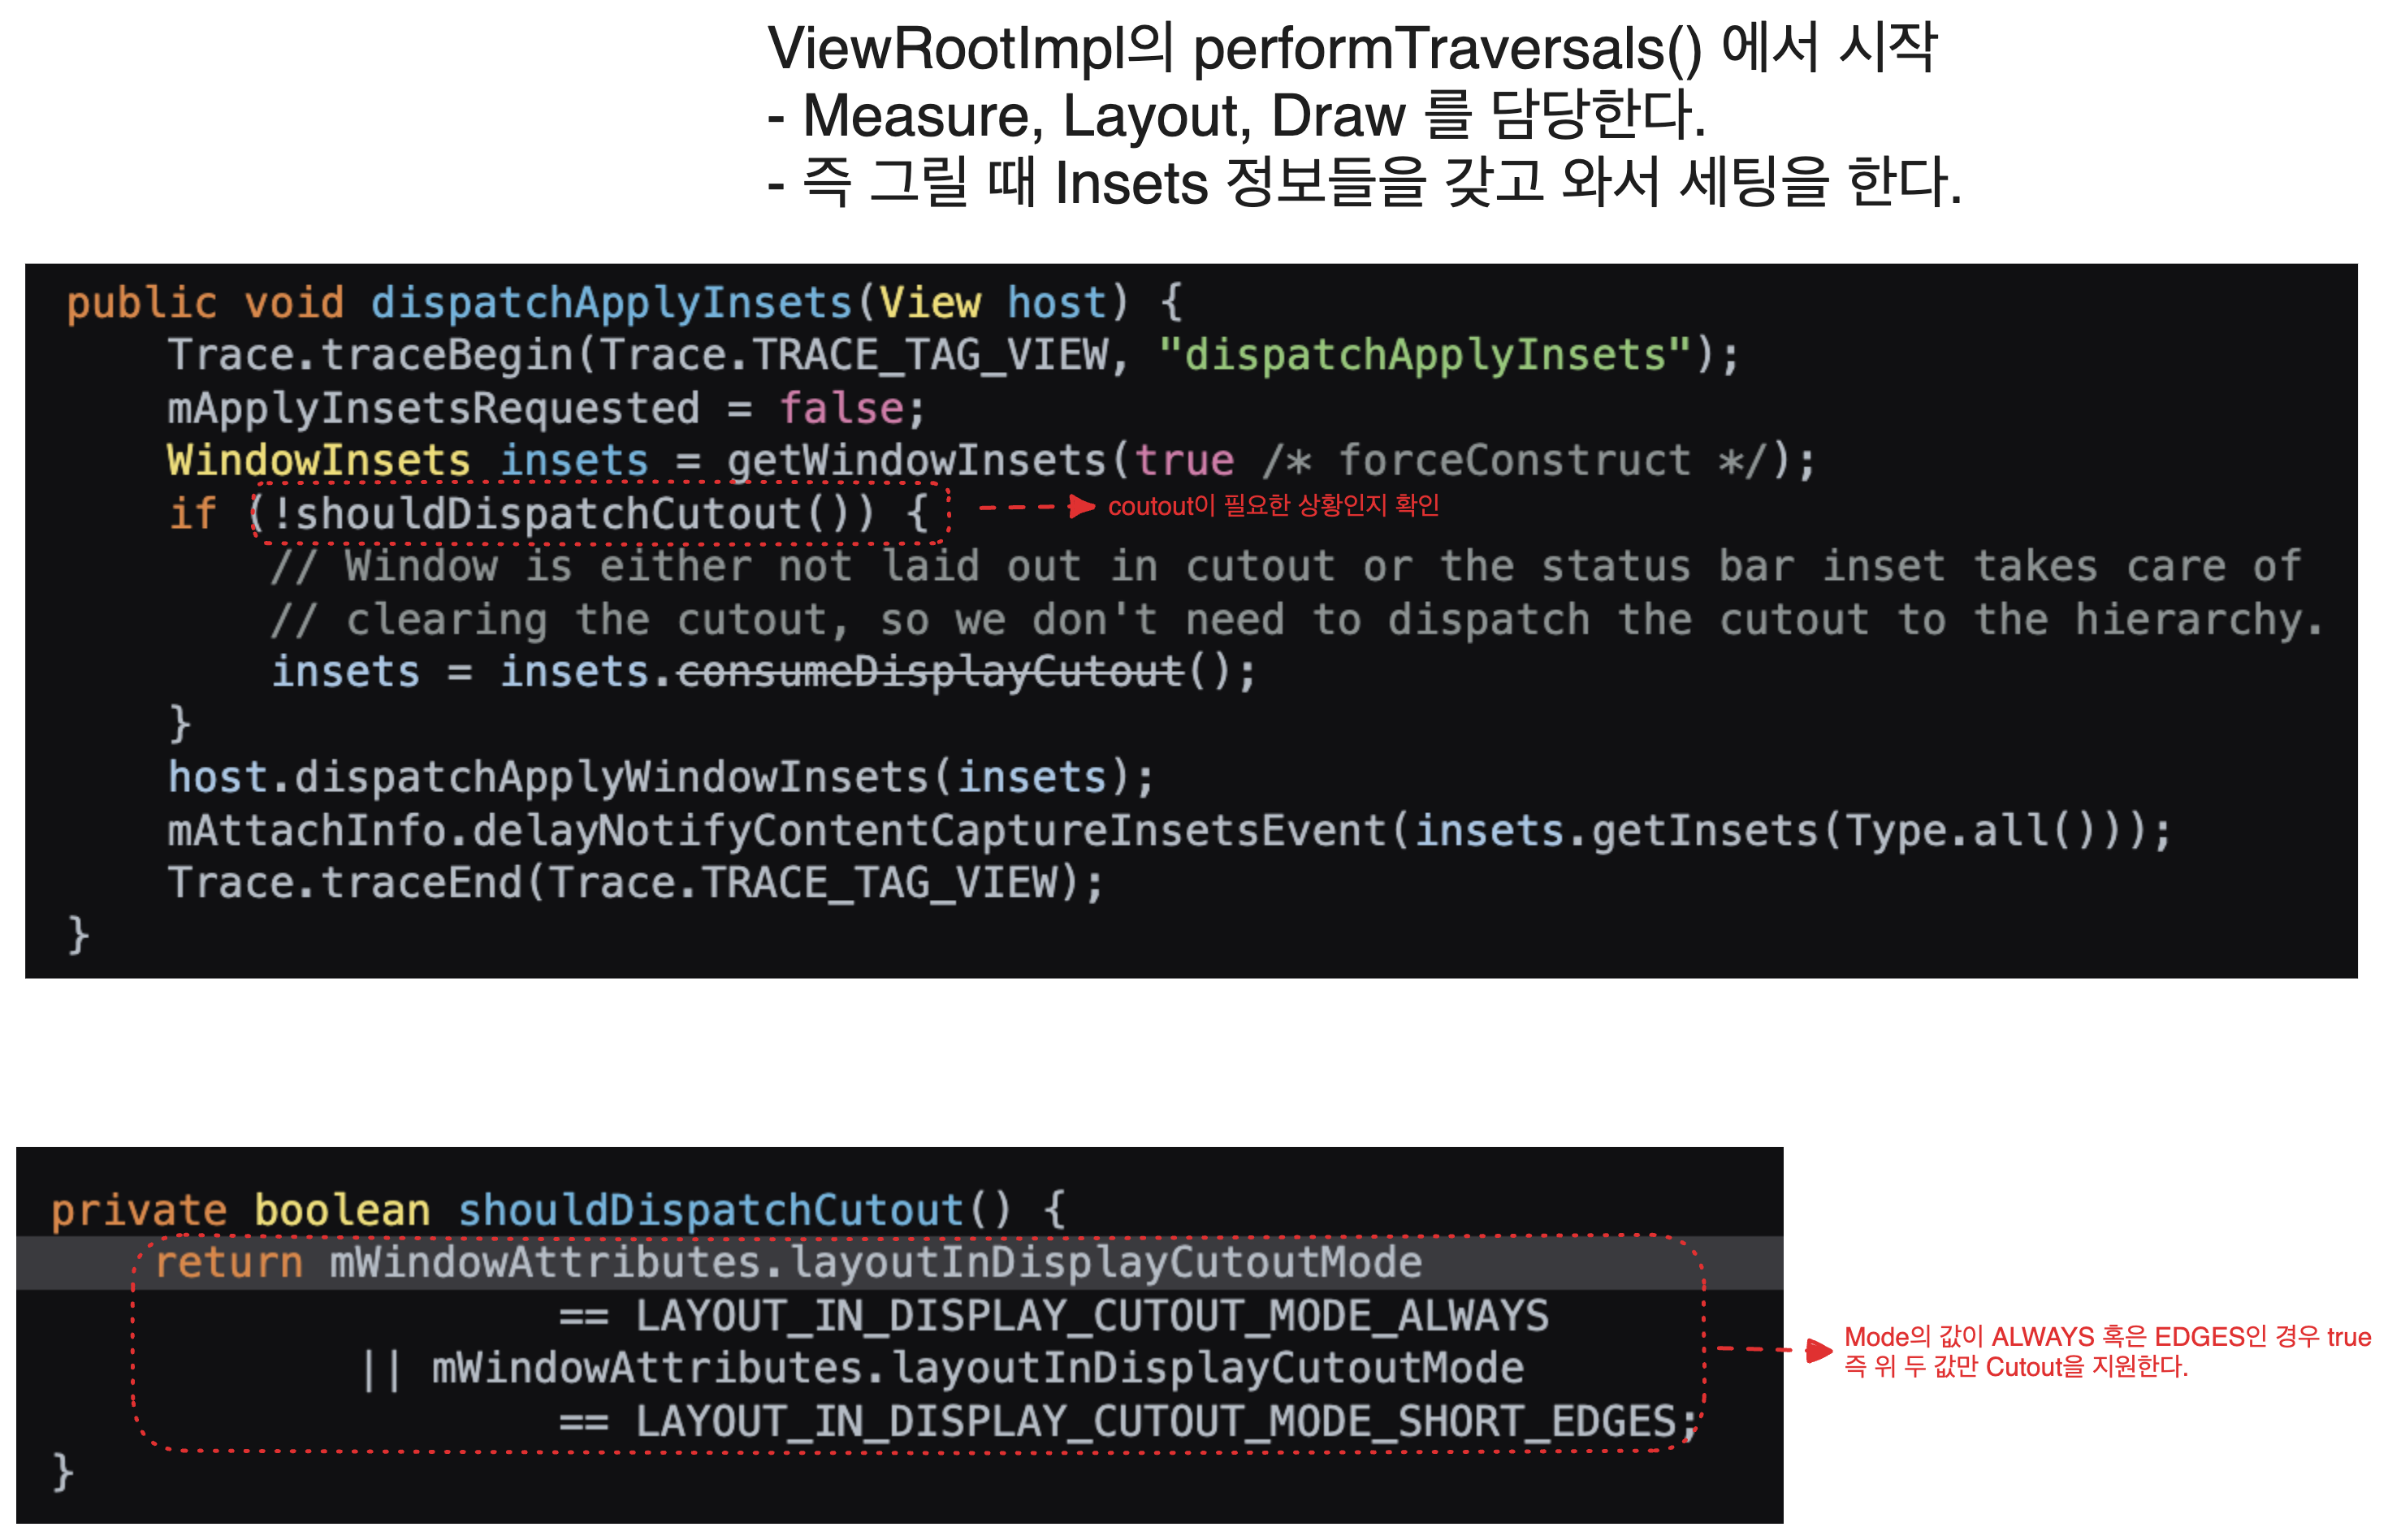 ViewRootImpl의 performTraversals() 에서 시작
- Measure, Layout, Draw 를 담당한다.
- 즉 그릴 때 Insets 정보들을 갖고 와서 세팅을 한다.
public void dispatchApplyInsets(View host) {
    Trace.traceBegin(Trace.TRACE_TAG_VIEW, "dispatchApplyInsets");
    mApplyInsetsRequested = false;
    WindowInsets insets = getWindowInsets(true /* forceConstruct */);
    if (!shouldDispatchCutout()) {
coutout이 필요한 상황인지 확인
        // Window is either not laid out in cutout or the status bar inset takes care of
        // clearing the cutout, so we don't need to dispatch the cutout to the hierarchy.
        insets = insets.consumeDisplayCutout();
    }
    host.dispatchApplyWindowInsets(insets);
    mAttachInfo.delayNotifyContentCaptureInsetsEvent(insets.getInsets(Type.all()));
    Trace.traceEnd(Trace.TRACE_TAG_VIEW);
}
private boolean shouldDispatchCutout() {
    return mWindowAttributes.layoutInDisplayCutoutMode
                    == LAYOUT_IN_DISPLAY_CUTOUT_MODE_ALWAYS
            || mWindowAttributes.layoutInDisplayCutoutMode
                    == LAYOUT_IN_DISPLAY_CUTOUT_MODE_SHORT_EDGES;
}
Mode의 값이 ALWAYS 혹은 EDGES인 경우 true
즉 위 두 값만 Cutout을 지원한다.